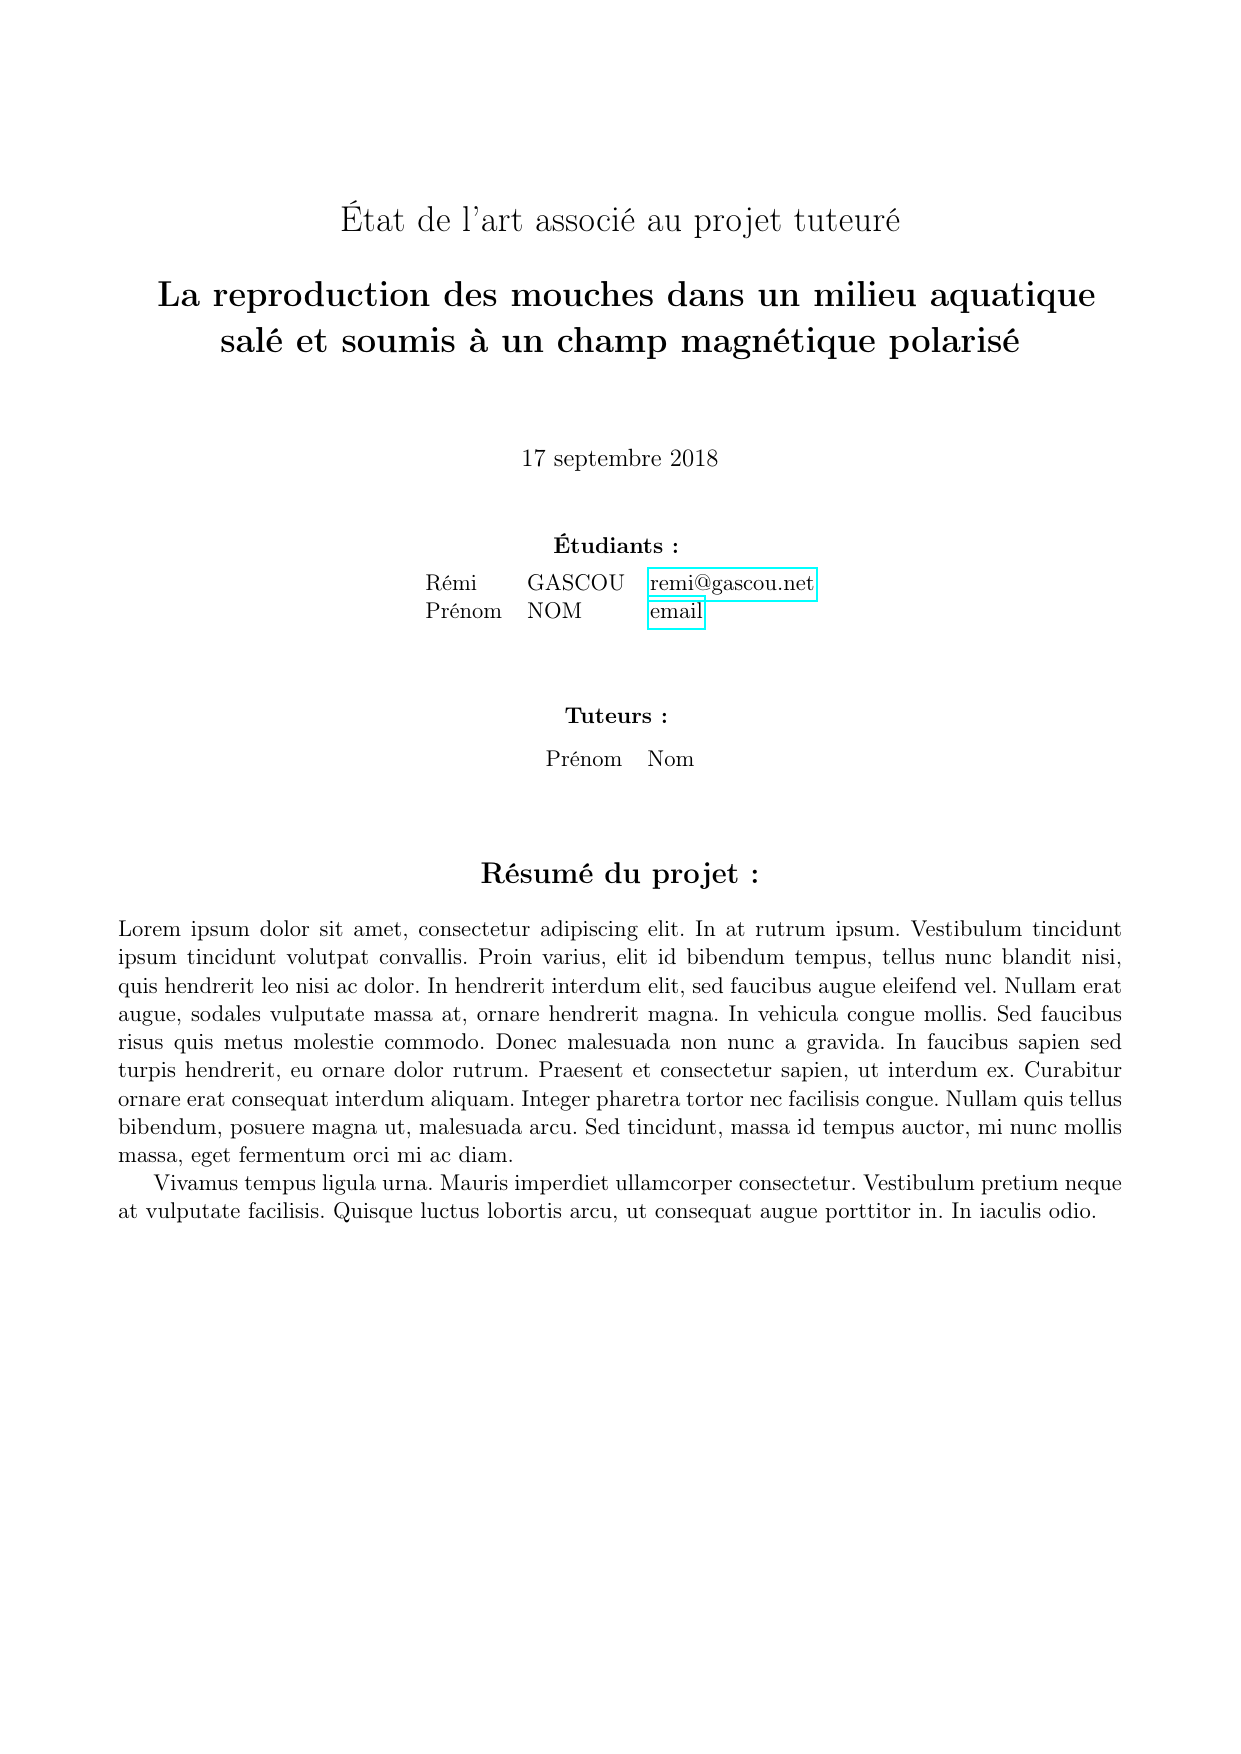 État de l'art associé au projet tuteuré
La reproduction des mouches dans un milieu aquatique
salé et soumis à un champ magnétique polarisé
17 septembre 2018
Étudiants :
Rémi GASCOU remi@gascou.net
Prénom NOM email
Tuteurs :
Prénom Nom
Résumé du projet :
Lorem ipsum dolor sit amet, consectetur adipiscing elit. In at rutrum ipsum. Vestibulum tincidunt
ipsum tincidunt volutpat convallis. Proin varius, elit id bibendum tempus, tellus nunc blandit nisi,
quis hendrerit leo nisi ac dolor. In hendrerit interdum elit, sed faucibus augue eleifend vel. Nullam erat
augue, sodales vulputate massa at, ornare hendrerit magna. In vehicula congue mollis. Sed faucibus
risus quis metus molestie commodo. Donec malesuada non nunc a gravida. In faucibus sapien sed
turpis hendrerit, eu ornare dolor rutrum. Praesent et consectetur sapien, ut interdum ex. Curabitur
ornare erat consequat interdum aliquam. Integer pharetra tortor nec facilisis congue. Nullam quis tellus
bibendum, posuere magna ut, malesuada arcu. Sed tincidunt, massa id tempus auctor, mi nunc mollis
massa, eget fermentum orci mi ac diam.
Vivamus tempus ligula urna. Mauris imperdiet ullamcorper consectetur. Vestibulum pretium neque
at vulputate facilisis. Quisque luctus lobortis arcu, ut consequat augue porttitor in. In iaculis odio.